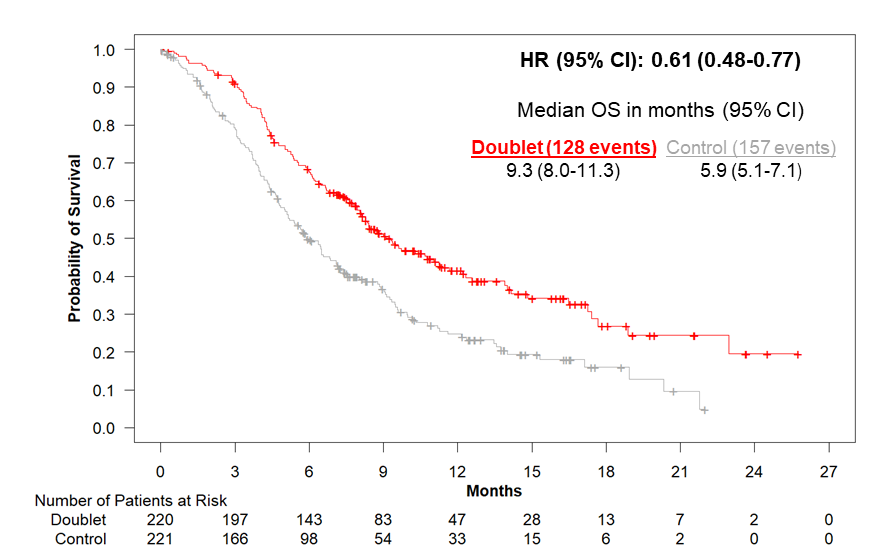 HR (95% CI): 0.61 (0.48-0.77)
Median OS in months (95% CI)
Doublet (128 events) Control (157 events)
9.3 (8.0-11.3) 5.9 (5.1-7.1)
Probability of Survival
1.0
0.9
0.8
0.7
0.6
0.5
0.4
0.3
0.2
0.1
0.0
0 3 6 9 12 15 18 21 24 27
Months
Number of Patients at Risk
Doublet 220 197 143 83 47 28 13 7 2 0
Control 221 166 98 54 33 15 6 2 0 0